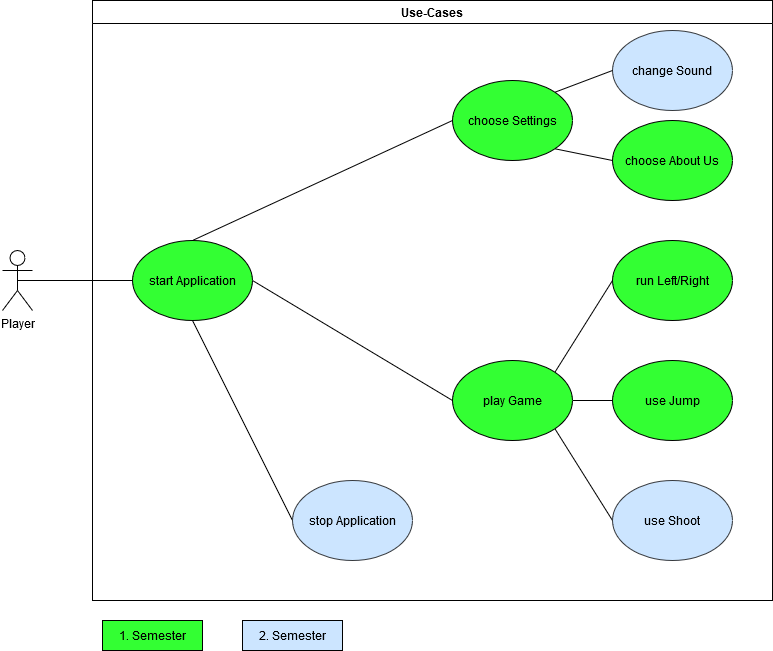 Use-Cases
change Sound
choose Settings
choose About Us
start Application
run Left/Right
Player
play Game
use Jump
stop Application
use Shoot
1. Semester
2. Semester